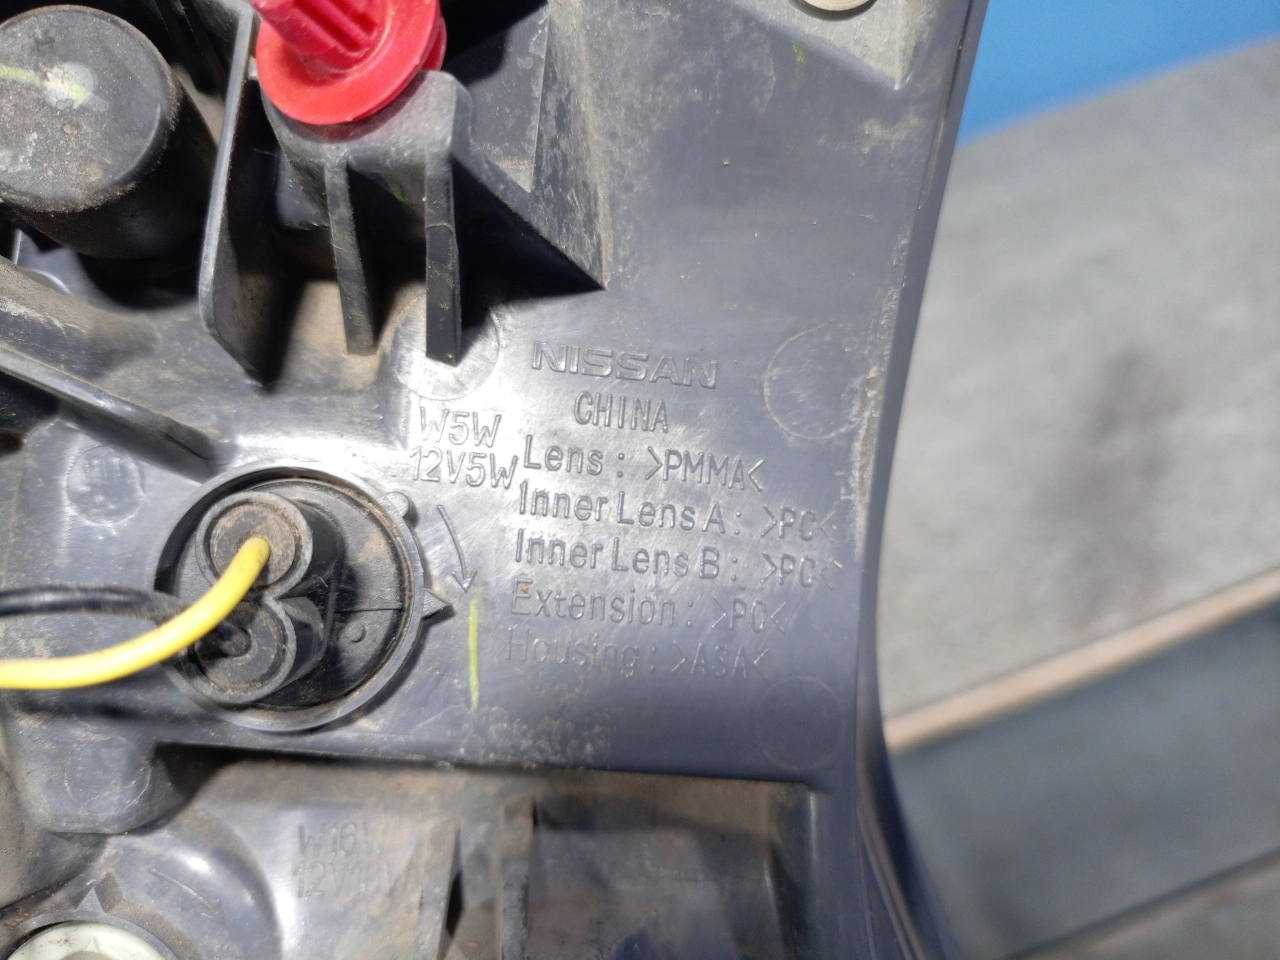 NISSAN
CHINA
W5W
12V5W
Lens : >PMMA<
Inner Lens A : >PC<
Inner Lens B : >PC<
Extension : >PC<
Housing : >ASA<